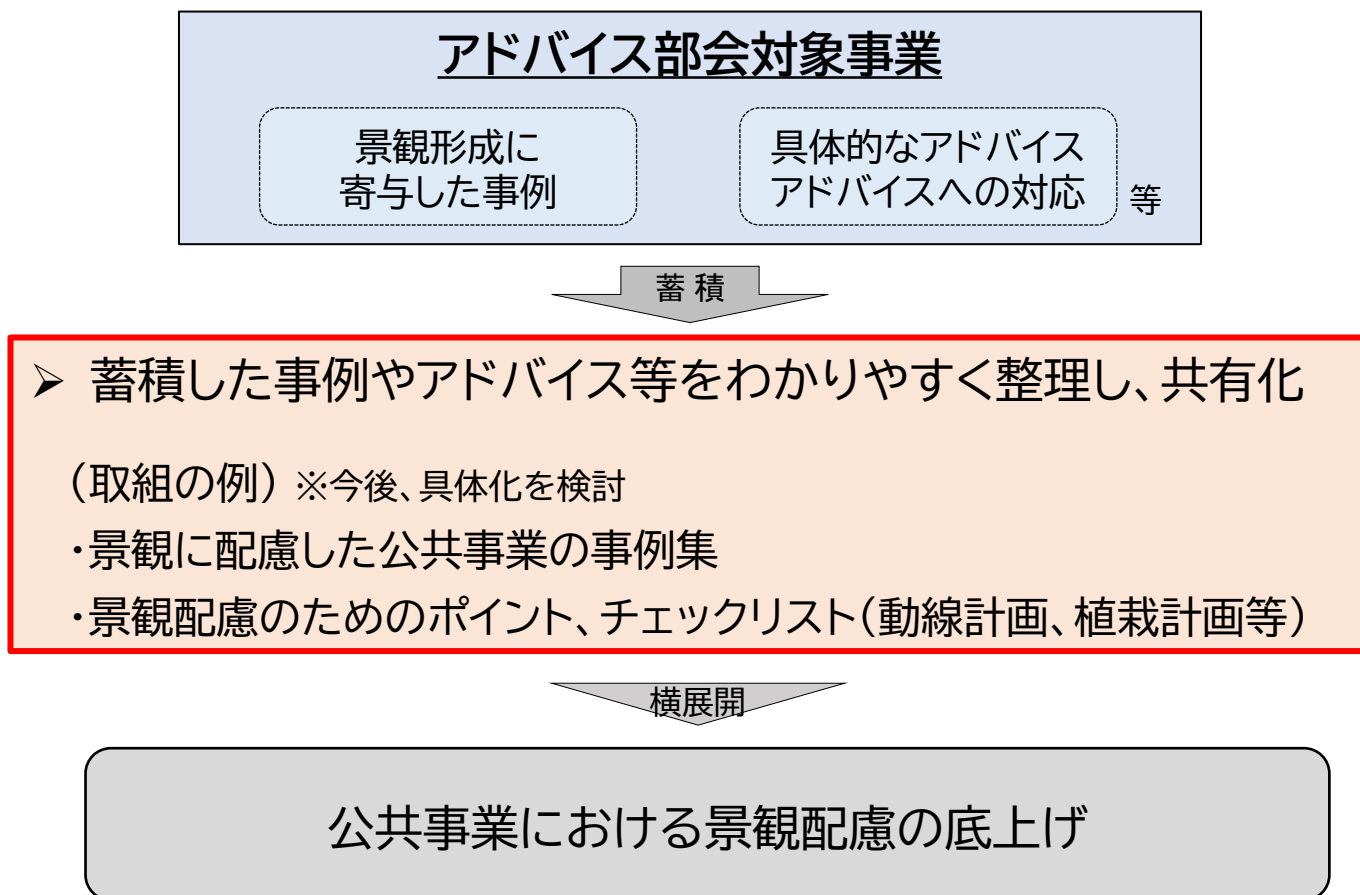 アドバイス部会対象事業
景観形成に
寄与した事例
具体的なアドバイス
アドバイスへの対応
等
蓄 積
➢ 蓄積した事例やアドバイス等をわかりやすく整理し、共有化
（取組の例）※今後、具体化を検討
・景観に配慮した公共事業の事例集
・景観配慮のためのポイント、チェックリスト（動線計画、植栽計画等）
横展開
公共事業における景観配慮の底上げ